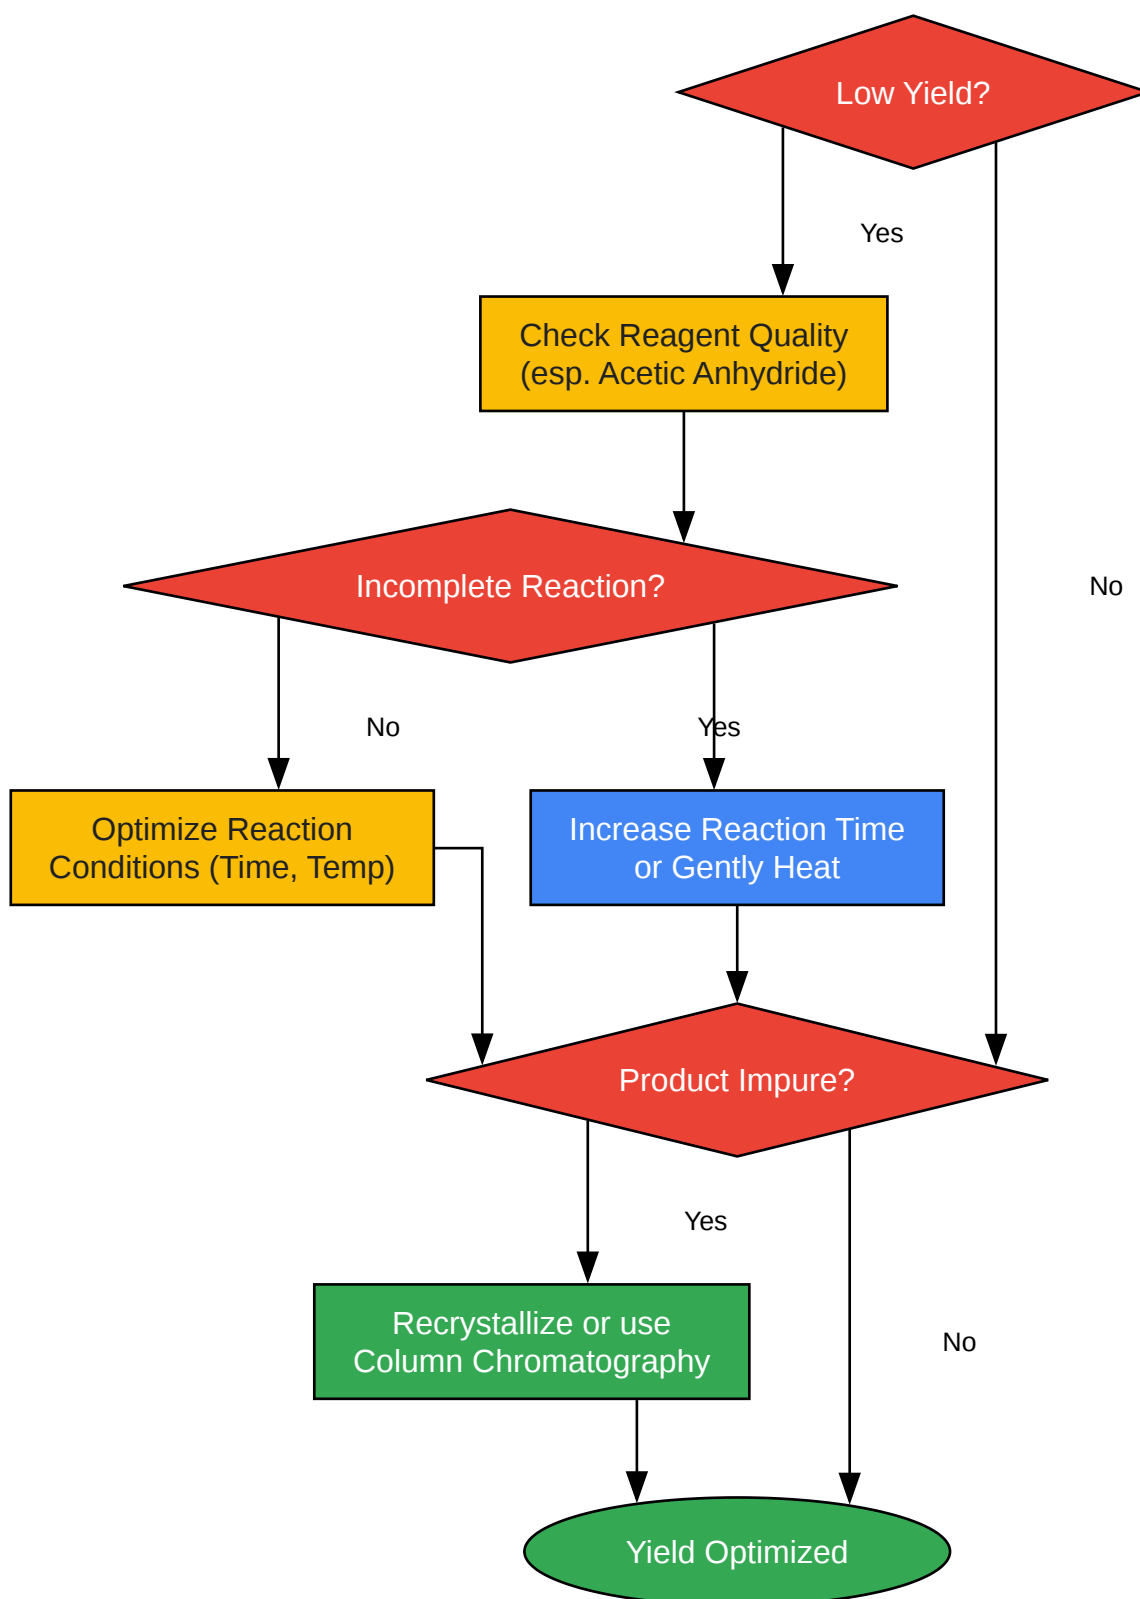 Low Yield?
Yes
Check Reagent Quality
(esp. Acetic Anhydride)
Incomplete Reaction?
No
No
Yes
Optimize Reaction
Conditions (Time, Temp)
Increase Reaction Time
or Gently Heat
Product Impure?
Yes
Recrystallize or use
Column Chromatography
No
Yield Optimized